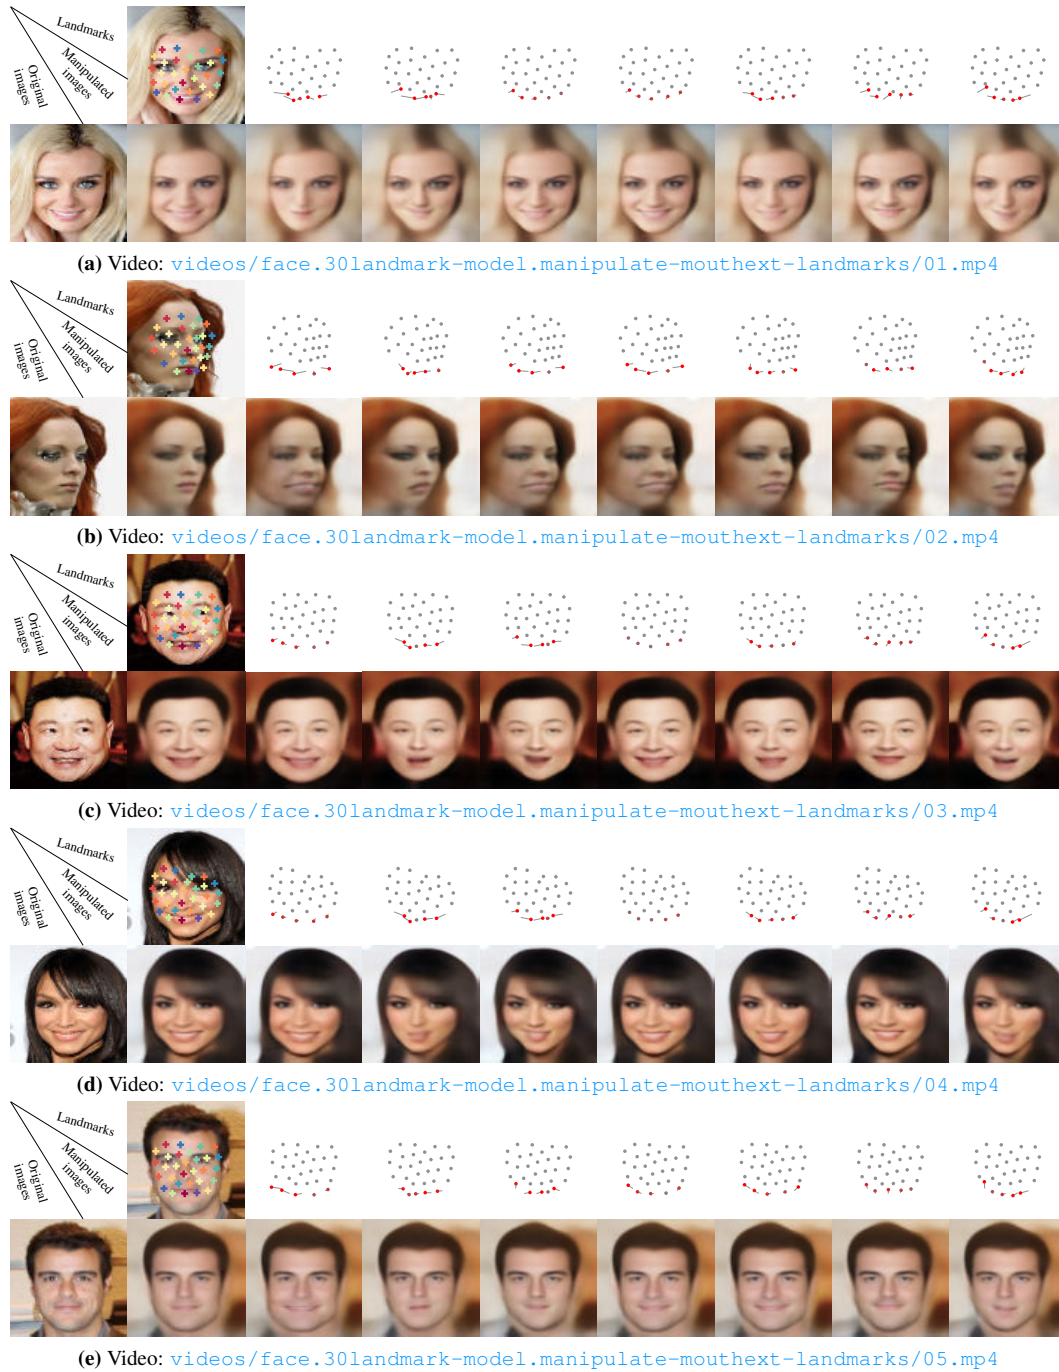 Landmarks
Manipulated
images
Original
images
(a) Video: videos/face.30landmark-model.manipulate-mouthext-landmarks/01.mp4
Landmarks
Manipulated
images
Original
images
(b) Video: videos/face.30landmark-model.manipulate-mouthext-landmarks/02.mp4
Landmarks
Manipulated
images
Original
images
(c) Video: videos/face.30landmark-model.manipulate-mouthext-landmarks/03.mp4
Landmarks
Manipulated
images
Original
images
(d) Video: videos/face.30landmark-model.manipulate-mouthext-landmarks/04.mp4
Landmarks
Manipulated
images
Original
images
(e) Video: videos/face.30landmark-model.manipulate-mouthext-landmarks/05.mp4